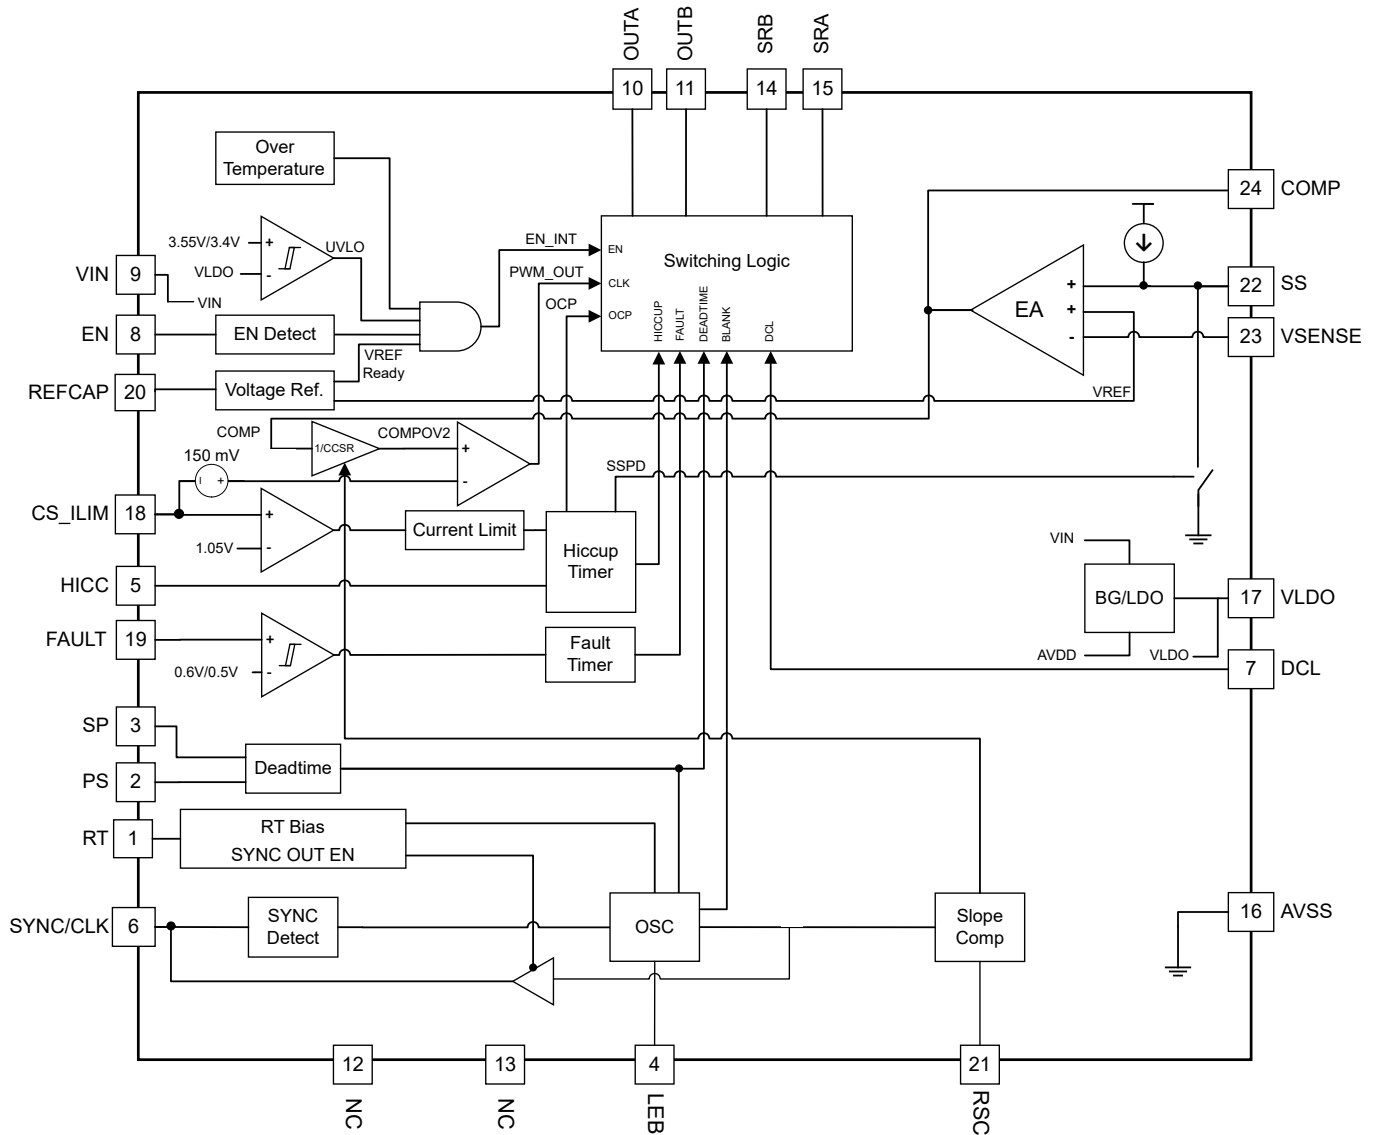 OUTA
OUTB
SRB
SRA
10
11
14
15
Over
Temperature
3.55V/3.4V
+
UVLO
VLDO
-
VIN
9
VIN
EN
8
EN Detect
VREF
Ready
REFCAP
20
Voltage Ref.
EN_INT
PWM_OUT
OCP
EN
CLK
OCP
Switching Logic
HICCUP
FAULT
DEADTIME
BLANK
DCL
24
COMP
EA
+
+
-
22
SS
23
VSENSE
VREF
COMP
1/CCSR
COMPOV2
+
-
150 mV
- +
SSPD
CS_ILIM
18
+
1.05V
-
Current Limit
Hiccup
Timer
HICC
5
FAULT
19
+
0.6V/0.5V
-
Fault
Timer
VIN
BG/LDO
AVDD
VLDO
17
VLDO
7
DCL
SP
3
PS
2
Deadtime
RT
1
RT Bias
SYNC OUT EN
SYNC/CLK
6
SYNC
Detect
OSC
Slope
Comp
16
AVSS
12
13
4
21
NC
NC
LEB
RSC